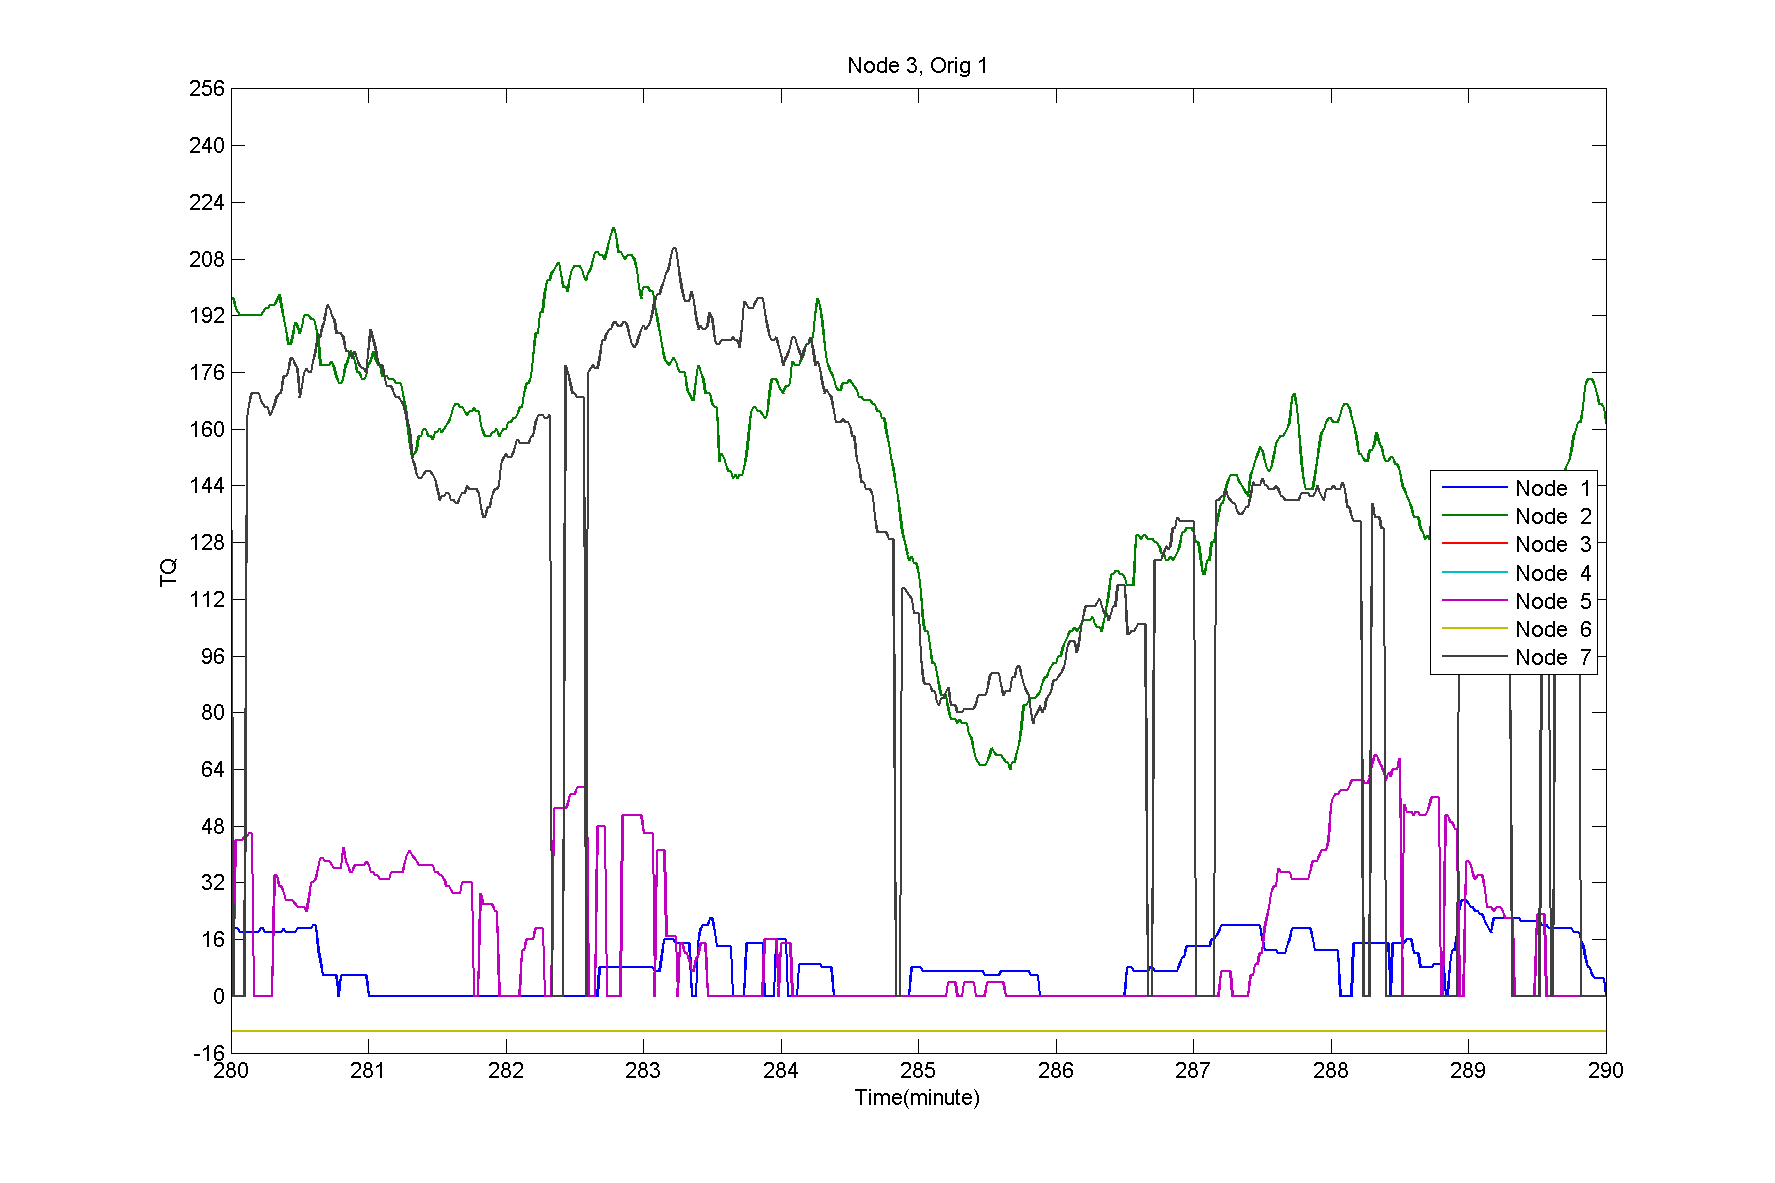 Node 3, Orig 1
256
240
224
208
192
176
160
144
128
112
96
80
64
48
32
16
0
-16
TQ
Node 1
Node 2
Node 3
Node 4
Node 5
Node 6
Node 7
280 281 282 283 284 285 286 287 288 289 290
Time(minute)